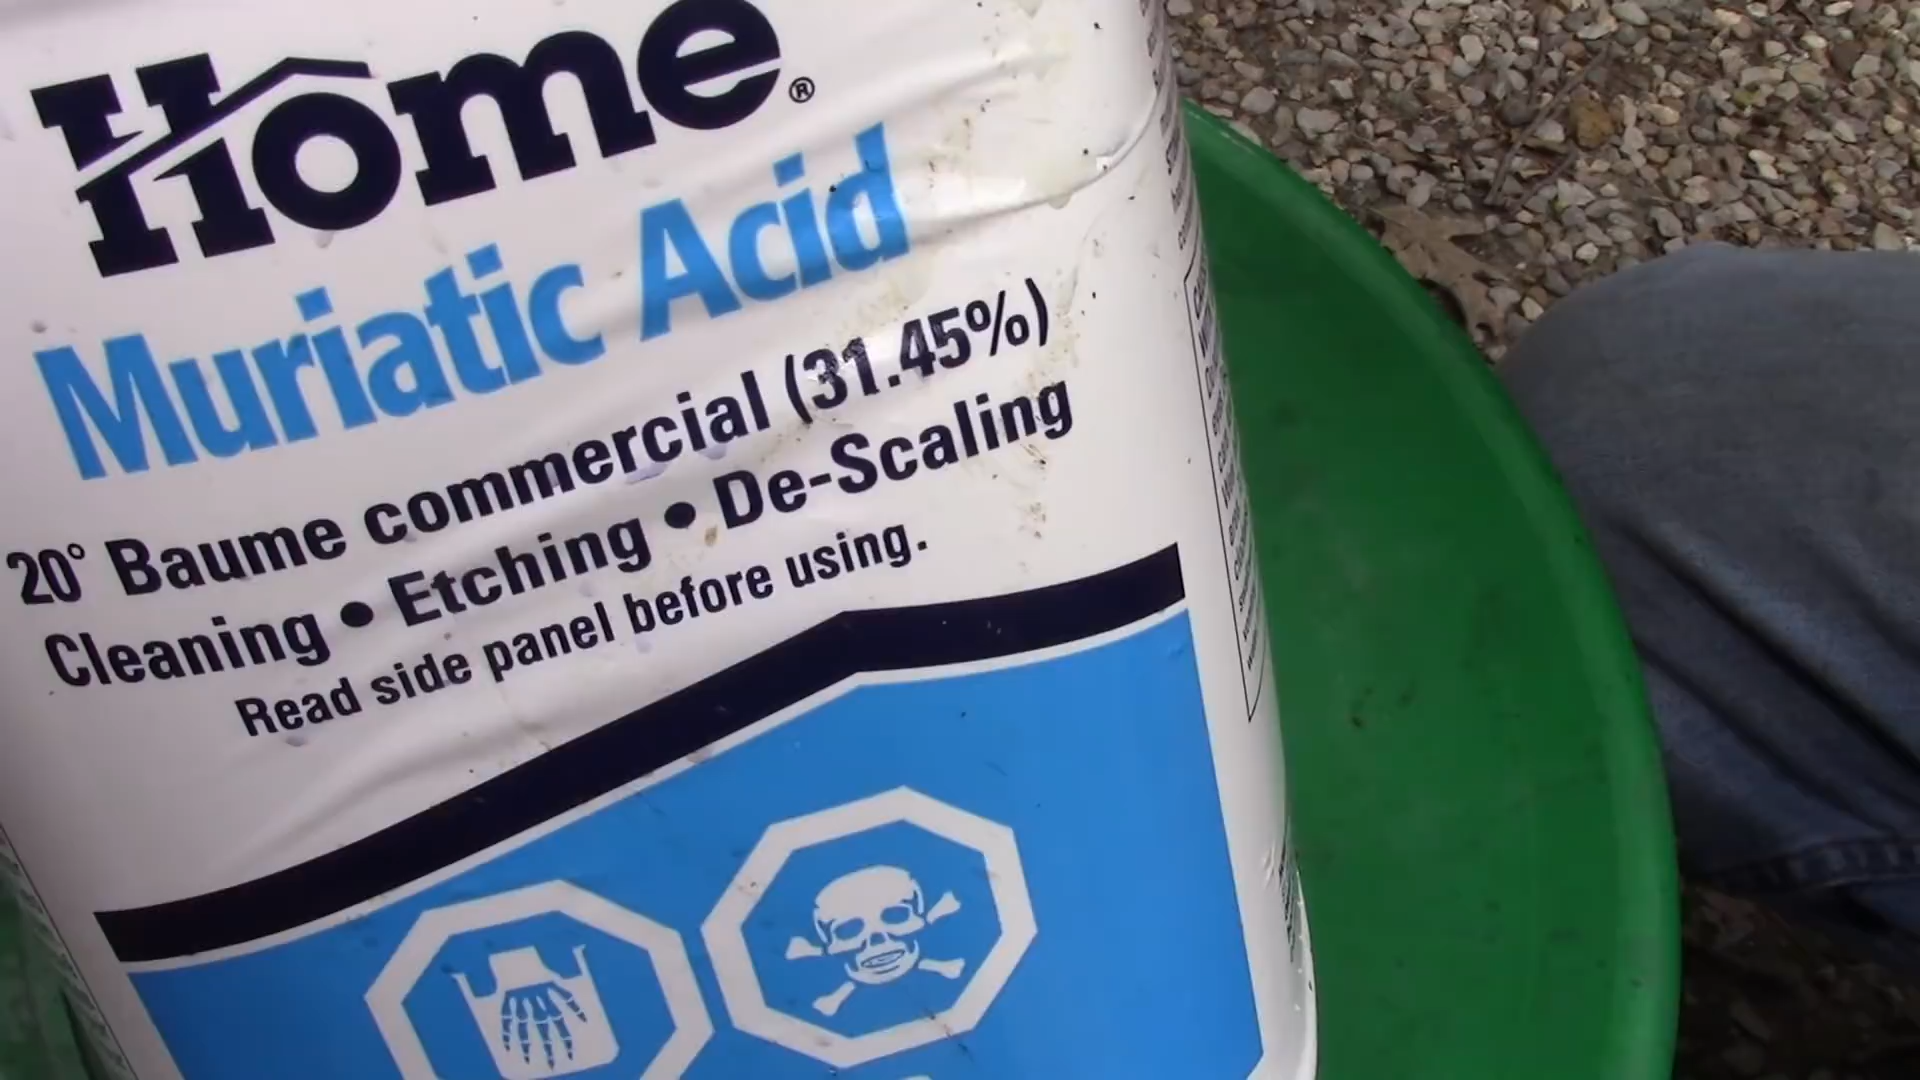 Home®
Muriatic Acid
20° Baume commercial (31.45%)
Cleaning • Etching • De-Scaling
Read side panel before using.